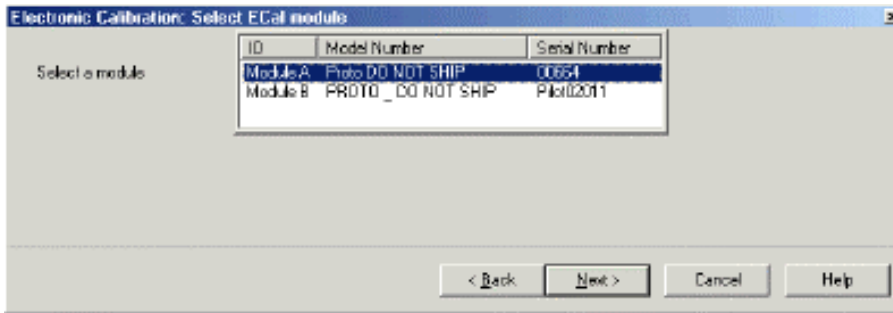 Electronic Calibration: Select ECal module
ID Model Number Serial Number
Select a module
Module A Proto DO NOT SHIP 00654
Module B PROTO _ DO NOT SHIP Pilot02011
< Back Next > Cancel Help